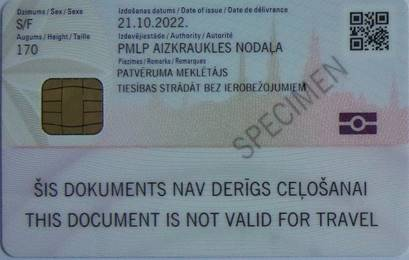 Dzimums / Sex / Sexe
S/F
Augums / Height / Taille
170
Izdošanas datums / Date of issue / Date de délivrance
21.10.2022.
Izdevējiestāde / Authority / Autorité
PMLP AIZKRAUKLES NODAĻA
Piezīmes / Remarks / Remarques
PATVĒRUMA MEKLĒTĀJS
TIESĪBAS STRĀDĀT BEZ IEROBEŽOJUMIEM
SPECIMEN
ŠIS DOKUMENTS NAV DERĪGS CEĻOŠANAI
THIS DOCUMENT IS NOT VALID FOR TRAVEL